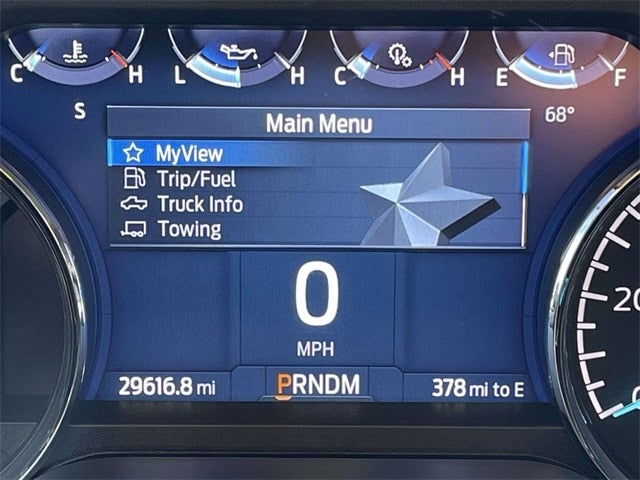 C H L H C H E F
S 68°
Main Menu
MyView
Trip/Fuel
Truck Info
Towing
0
MPH
20
0
29616.8 mi PRNDM 378 mi to E